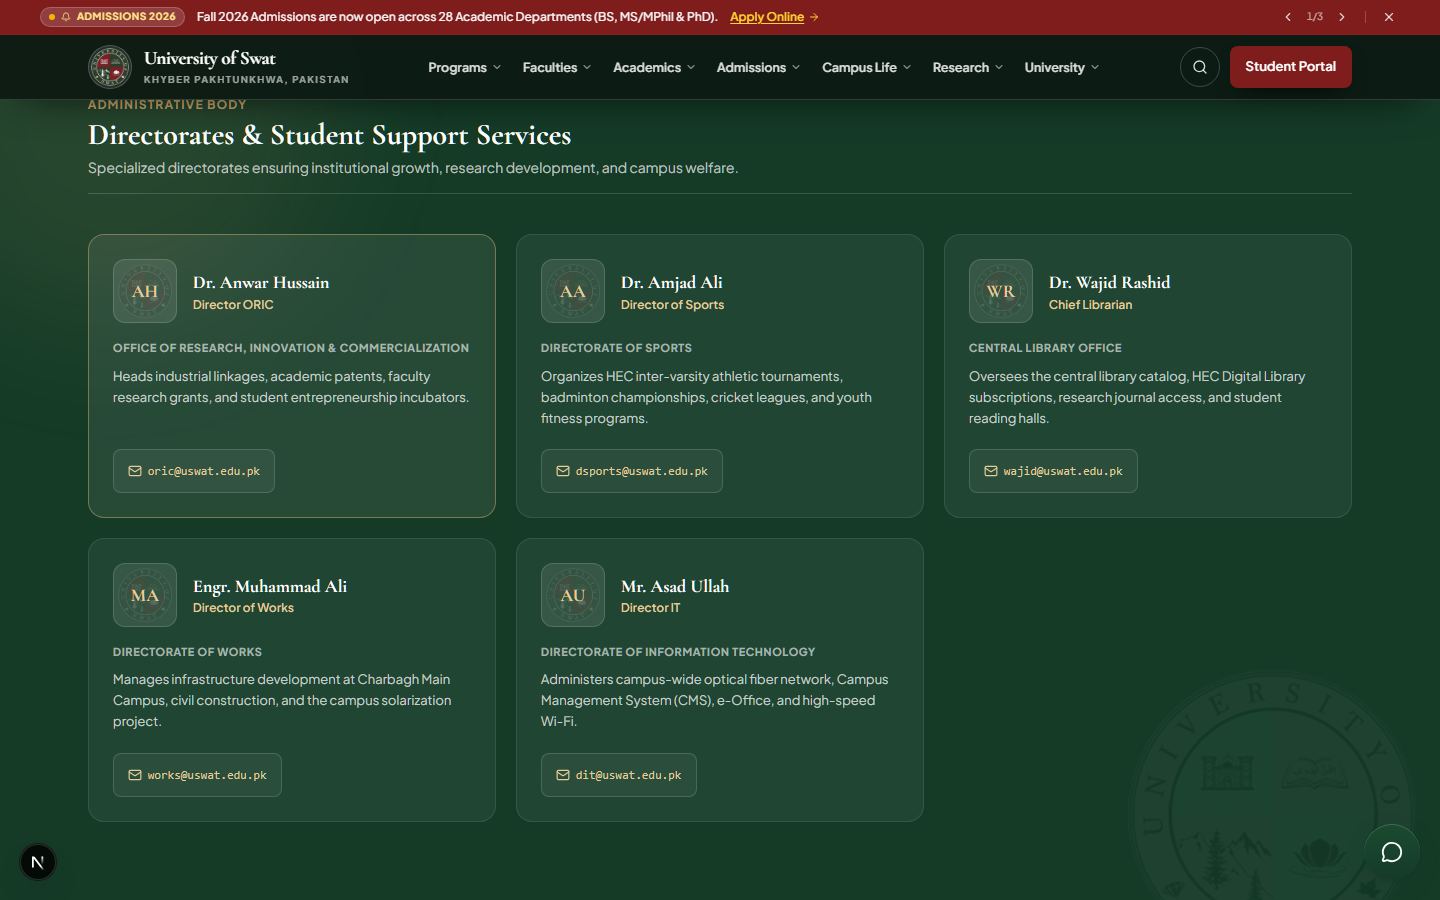 ADMISSIONS 2026
Fall 2026 Admissions are now open across 28 Academic Departments (BS, MS/MPhil & PhD).
Apply Online
1/3
University of Swat
KHYBER PAKHTUNKHWA, PAKISTAN
Programs
Faculties
Academics
Admissions
Campus Life
Research
University
Student Portal
ADMINISTRATIVE BODY
Directorates & Student Support Services
Specialized directorates ensuring institutional growth, research development, and campus welfare.
AH
Dr. Anwar Hussain
Director ORIC
OFFICE OF RESEARCH, INNOVATION & COMMERCIALIZATION
Heads industrial linkages, academic patents, faculty
research grants, and student entrepreneurship incubators.
oric@uswat.edu.pk
AA
Dr. Amjad Ali
Director of Sports
DIRECTORATE OF SPORTS
Organizes HEC inter-varsity athletic tournaments,
badminton championships, cricket leagues, and youth
fitness programs.
dsports@uswat.edu.pk
WR
Dr. Wajid Rashid
Chief Librarian
CENTRAL LIBRARY OFFICE
Oversees the central library catalog, HEC Digital Library
subscriptions, research journal access, and student
reading halls.
wajid@uswat.edu.pk
MA
Engr. Muhammad Ali
Director of Works
DIRECTORATE OF WORKS
Manages infrastructure development at Charbagh Main
Campus, civil construction, and the campus solarization
project.
works@uswat.edu.pk
AU
Mr. Asad Ullah
Director IT
DIRECTORATE OF INFORMATION TECHNOLOGY
Administers campus-wide optical fiber network, Campus
Management System (CMS), e-Office, and high-speed
Wi-Fi.
dit@uswat.edu.pk
UNIVERSITY O
N